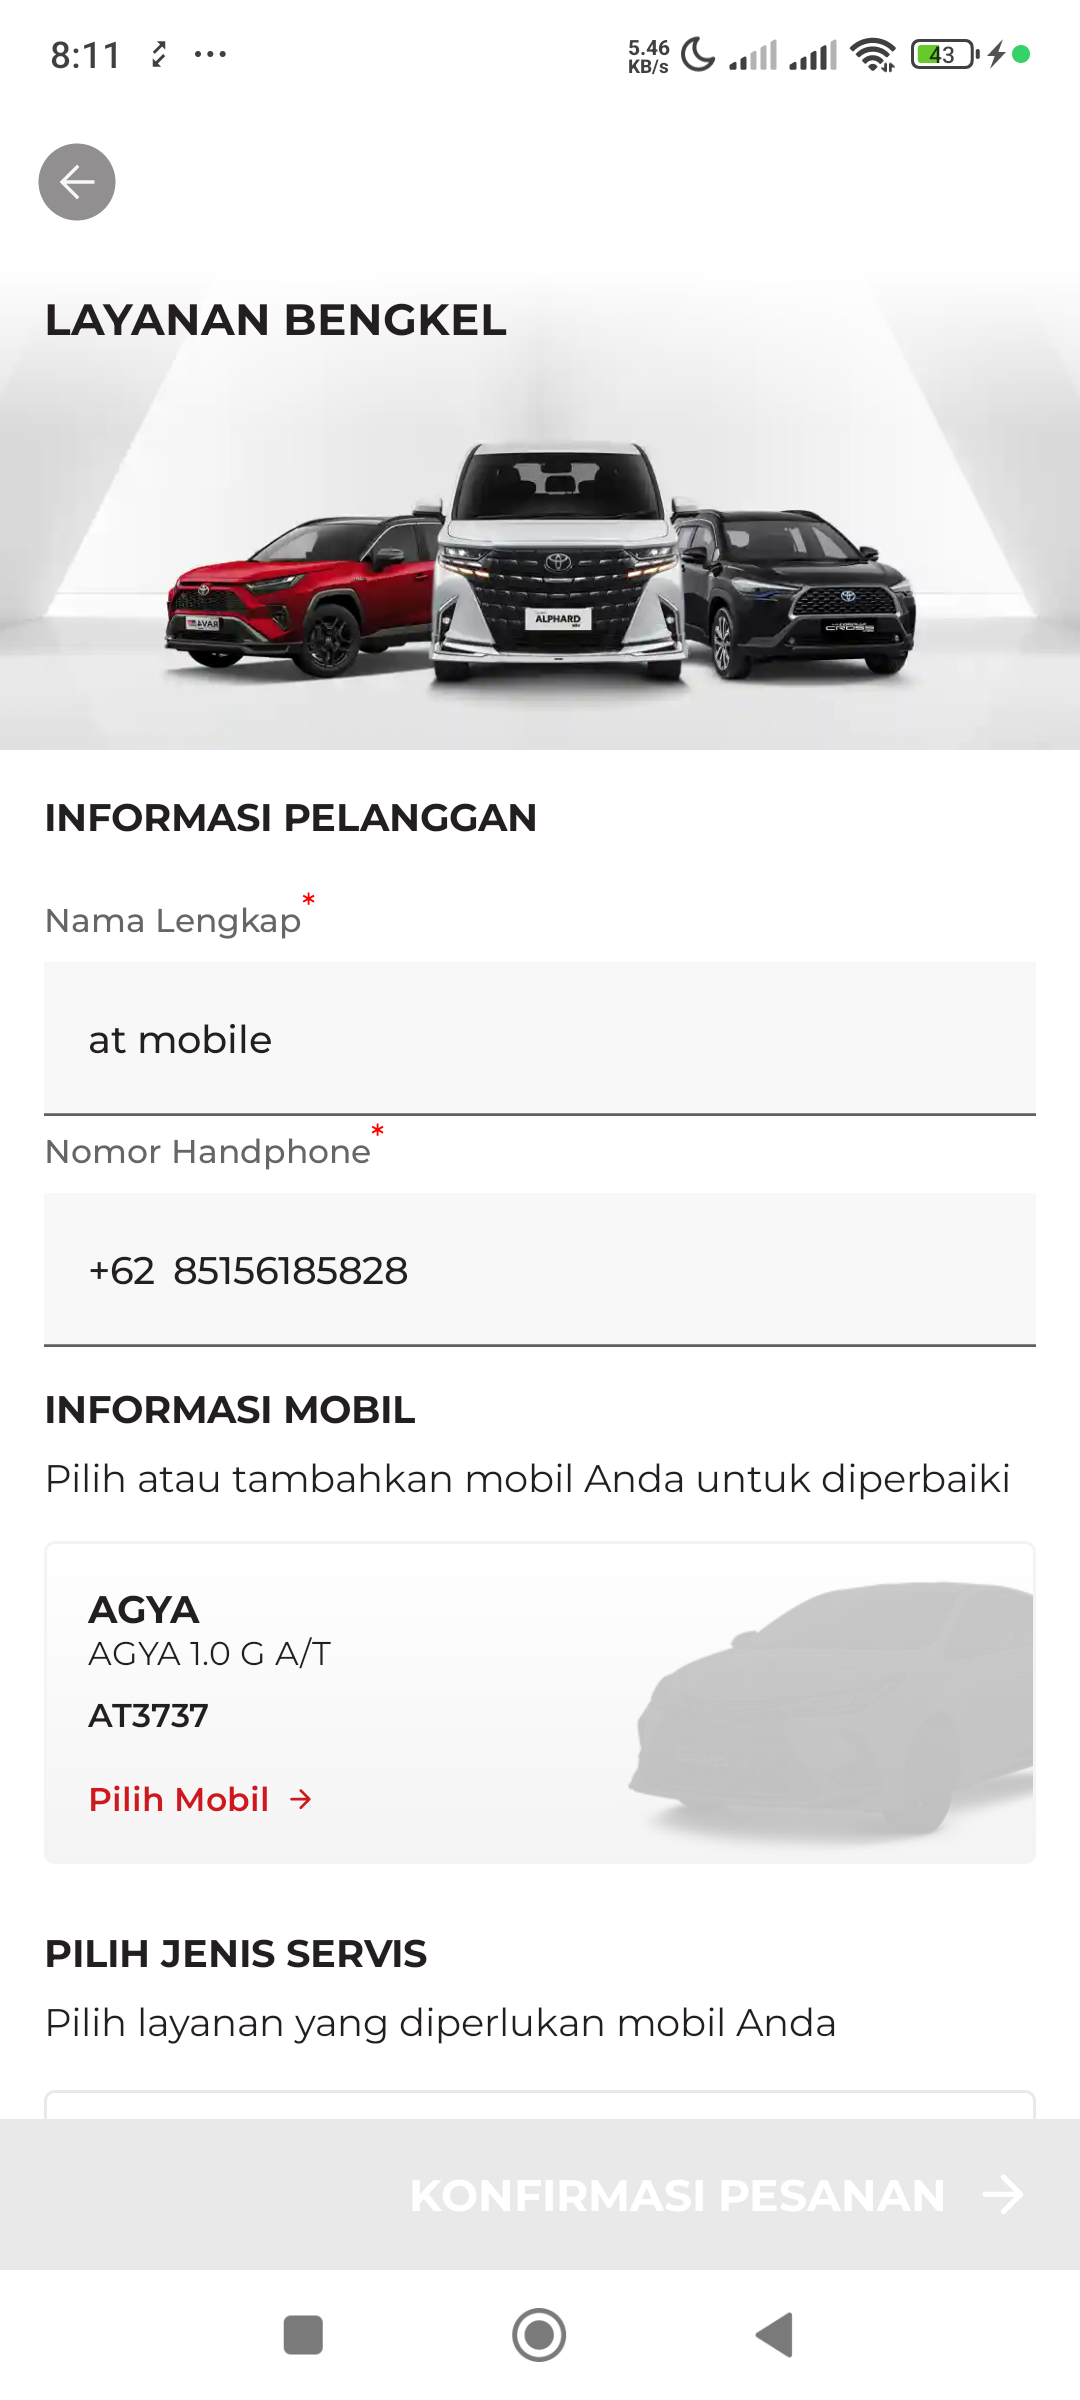 8:11
5.46
KB/s
43
LAYANAN BENGKEL
ALPHARD
CROSS
INFORMASI PELANGGAN
Nama Lengkap*
at mobile
Nomor Handphone*
+62 85156185828
INFORMASI MOBIL
Pilih atau tambahkan mobil Anda untuk diperbaiki
AGYA
AGYA 1.0 G A/T
AT3737
Pilih Mobil →
PILIH JENIS SERVIS
Pilih layanan yang diperlukan mobil Anda
KONFIRMASI PESANAN →